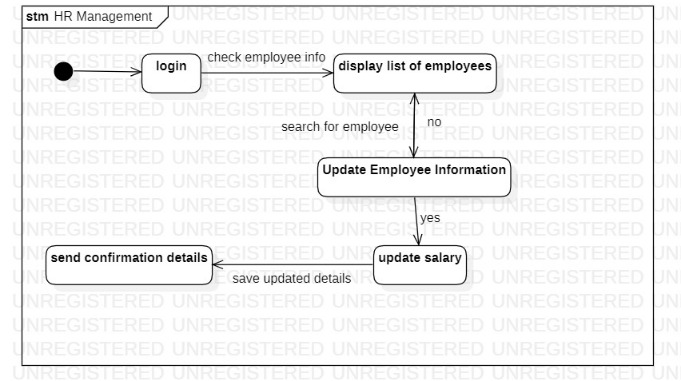 stm HR Management
login
check employee info
display list of employees
search for employee
no
Update Employee Information
yes
send confirmation details
update salary
save updated details
UNREGISTERED UNREGISTERED UNREGISTERED UNREGISTERED UN